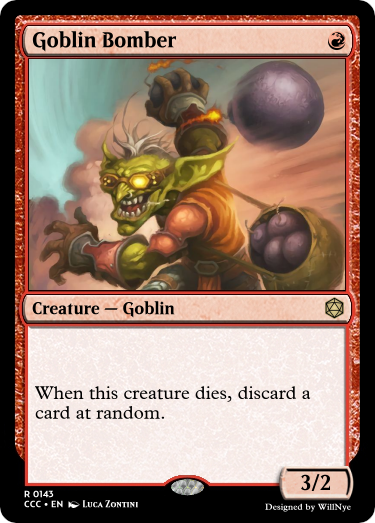 Goblin Bomber
Creature — Goblin
When this creature dies, discard a
card at random.
3/2
R 0143
CCC • EN Luca Zontini
Designed by WillNye